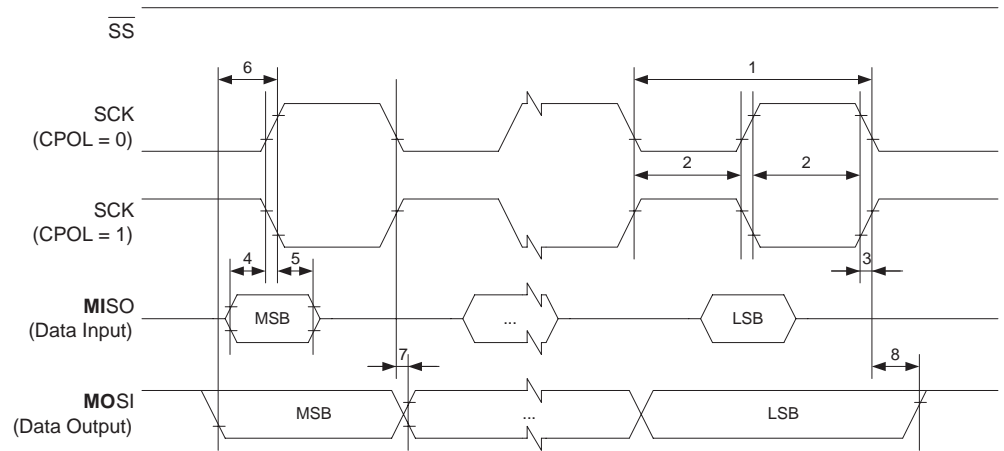 SS
6
1
SCK
(CPOL = 0)
2
2
SCK
(CPOL = 1)
4
5
3
MISO
(Data Input)
MSB
...
LSB
7
8
MOSI
(Data Output)
MSB
...
LSB